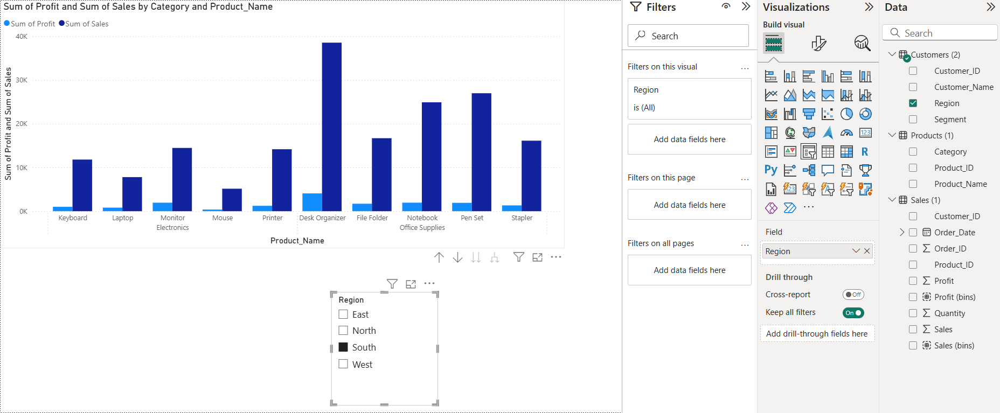 Sum of Profit and Sum of Sales by Category and Product_Name
Sum of Profit Sum of Sales
Sum of Profit and Sum of Sales
40K
30K
20K
10K
0K
Keyboard Laptop Monitor Mouse Printer Desk Organizer File Folder Notebook Pen Set Stapler
Electronics Office Supplies
Product_Name
Region
East
North
South
West
Filters
Search
Filters on this visual ...
Region
is (All)
Add data fields here
Filters on this page ...
Add data fields here
Filters on all pages ...
Add data fields here
Visualizations
Build visual
123
R
Py
123
...
Field
Region
Drill through
Cross-report Off
Keep all filters On
Add drill-through fields here
Data
Search
Customers (2)
Customer_ID
Customer_Name
Region
Segment
Products (1)
Category
Product_ID
Product_Name
Sales (1)
Customer_ID
Order_Date
Order_ID
Product_ID
Profit
Profit (bins)
Quantity
Sales
Sales (bins)